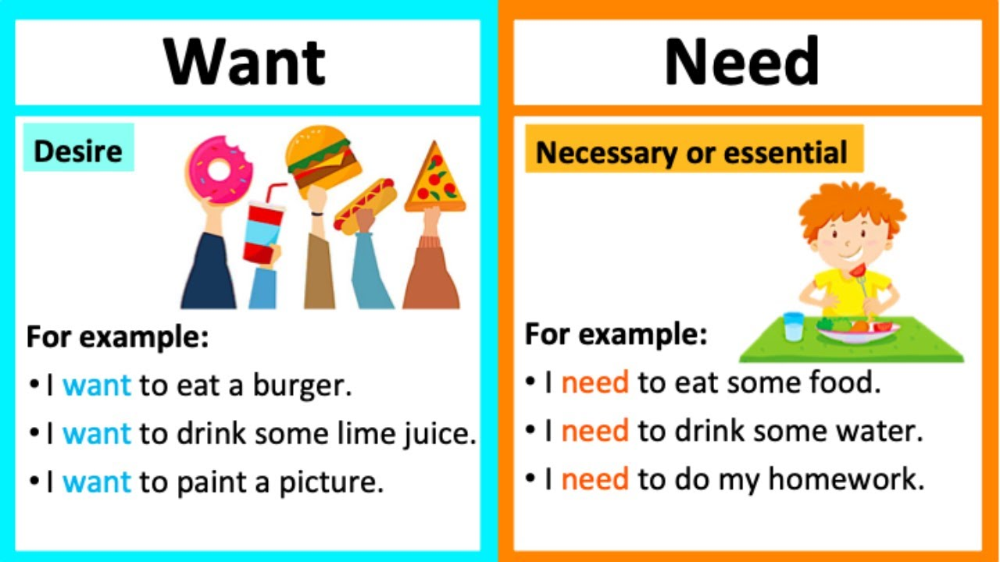 Want
Desire
For example:
• I want to eat a burger.
• I want to drink some lime juice.
• I want to paint a picture.
Need
Necessary or essential
For example:
• I need to eat some food.
• I need to drink some water.
• I need to do my homework.